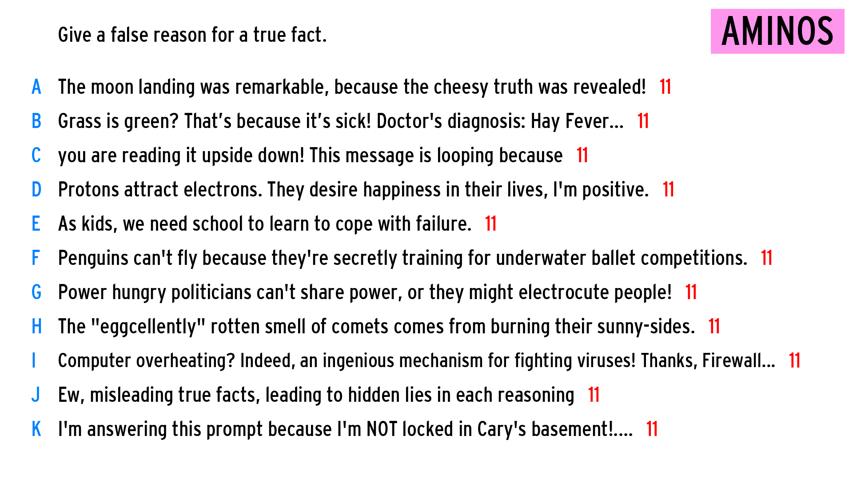 Give a false reason for a true fact.
AMINOS
A The moon landing was remarkable, because the cheesy truth was revealed! 11
B Grass is green? That’s because it’s sick! Doctor's diagnosis: Hay Fever... 11
C you are reading it upside down! This message is looping because 11
D Protons attract electrons. They desire happiness in their lives, I'm positive. 11
E As kids, we need school to learn to cope with failure. 11
F Penguins can't fly because they're secretly training for underwater ballet competitions. 11
G Power hungry politicians can't share power, or they might electrocute people! 11
H The "eggcellently" rotten smell of comets comes from burning their sunny-sides. 11
I Computer overheating? Indeed, an ingenious mechanism for fighting viruses! Thanks, Firewall... 11
J Ew, misleading true facts, leading to hidden lies in each reasoning 11
K I'm answering this prompt because I'm NOT locked in Cary's basement!.... 11